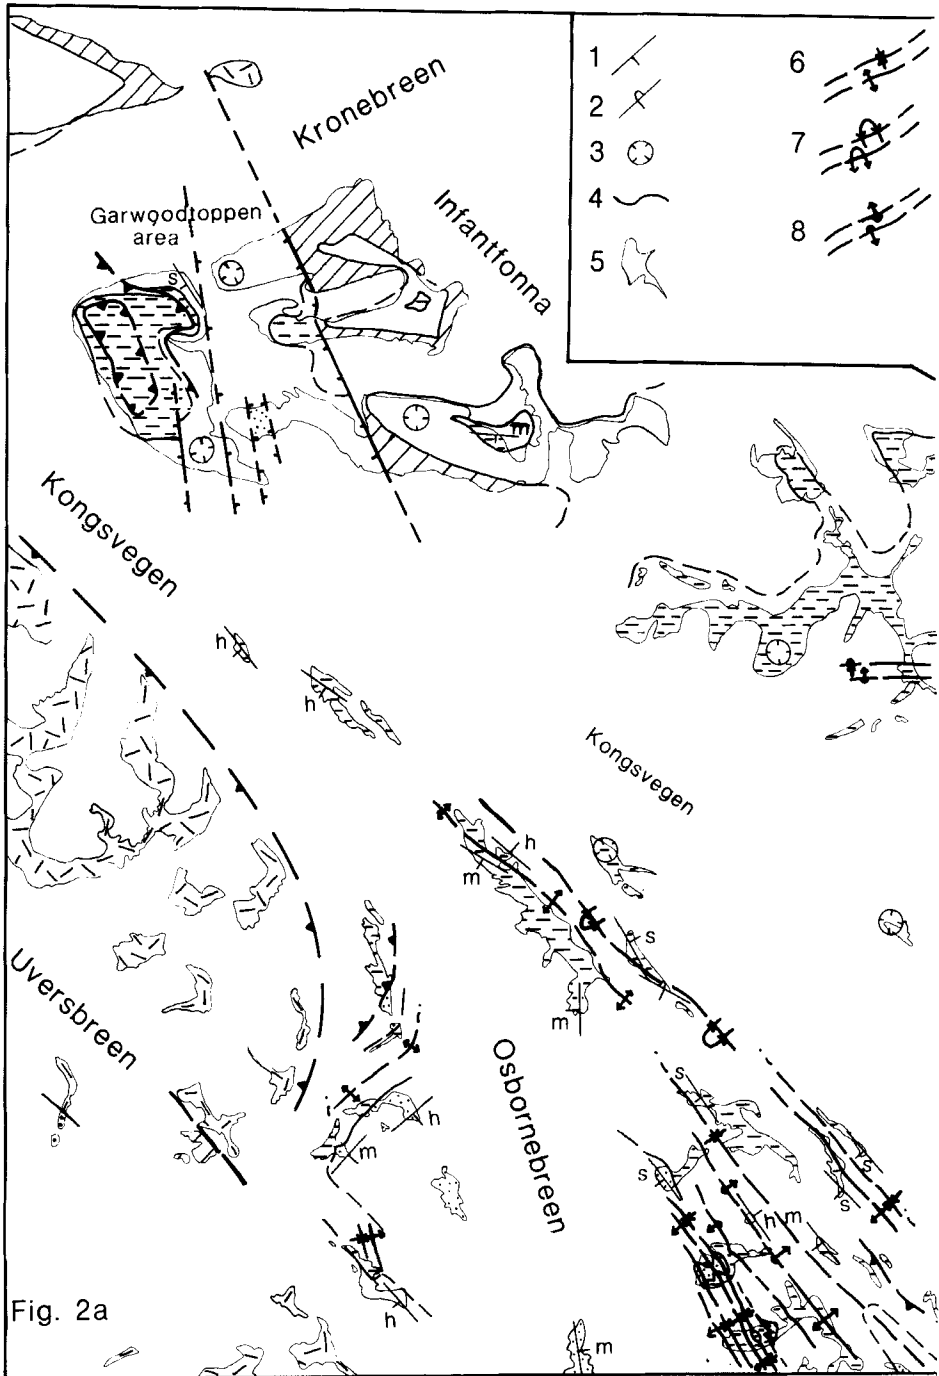 1
2
3
4
5
6
7
8
Kronebreen
Infantfonna
Garwoodtoppen
area
s
m
Kongsvegen
h
h
Kongsvegen
h
m
s
m
Uversbreen
Osbornebreen
h
m
s
s
s
s
h m
h
m
Fig. 2a